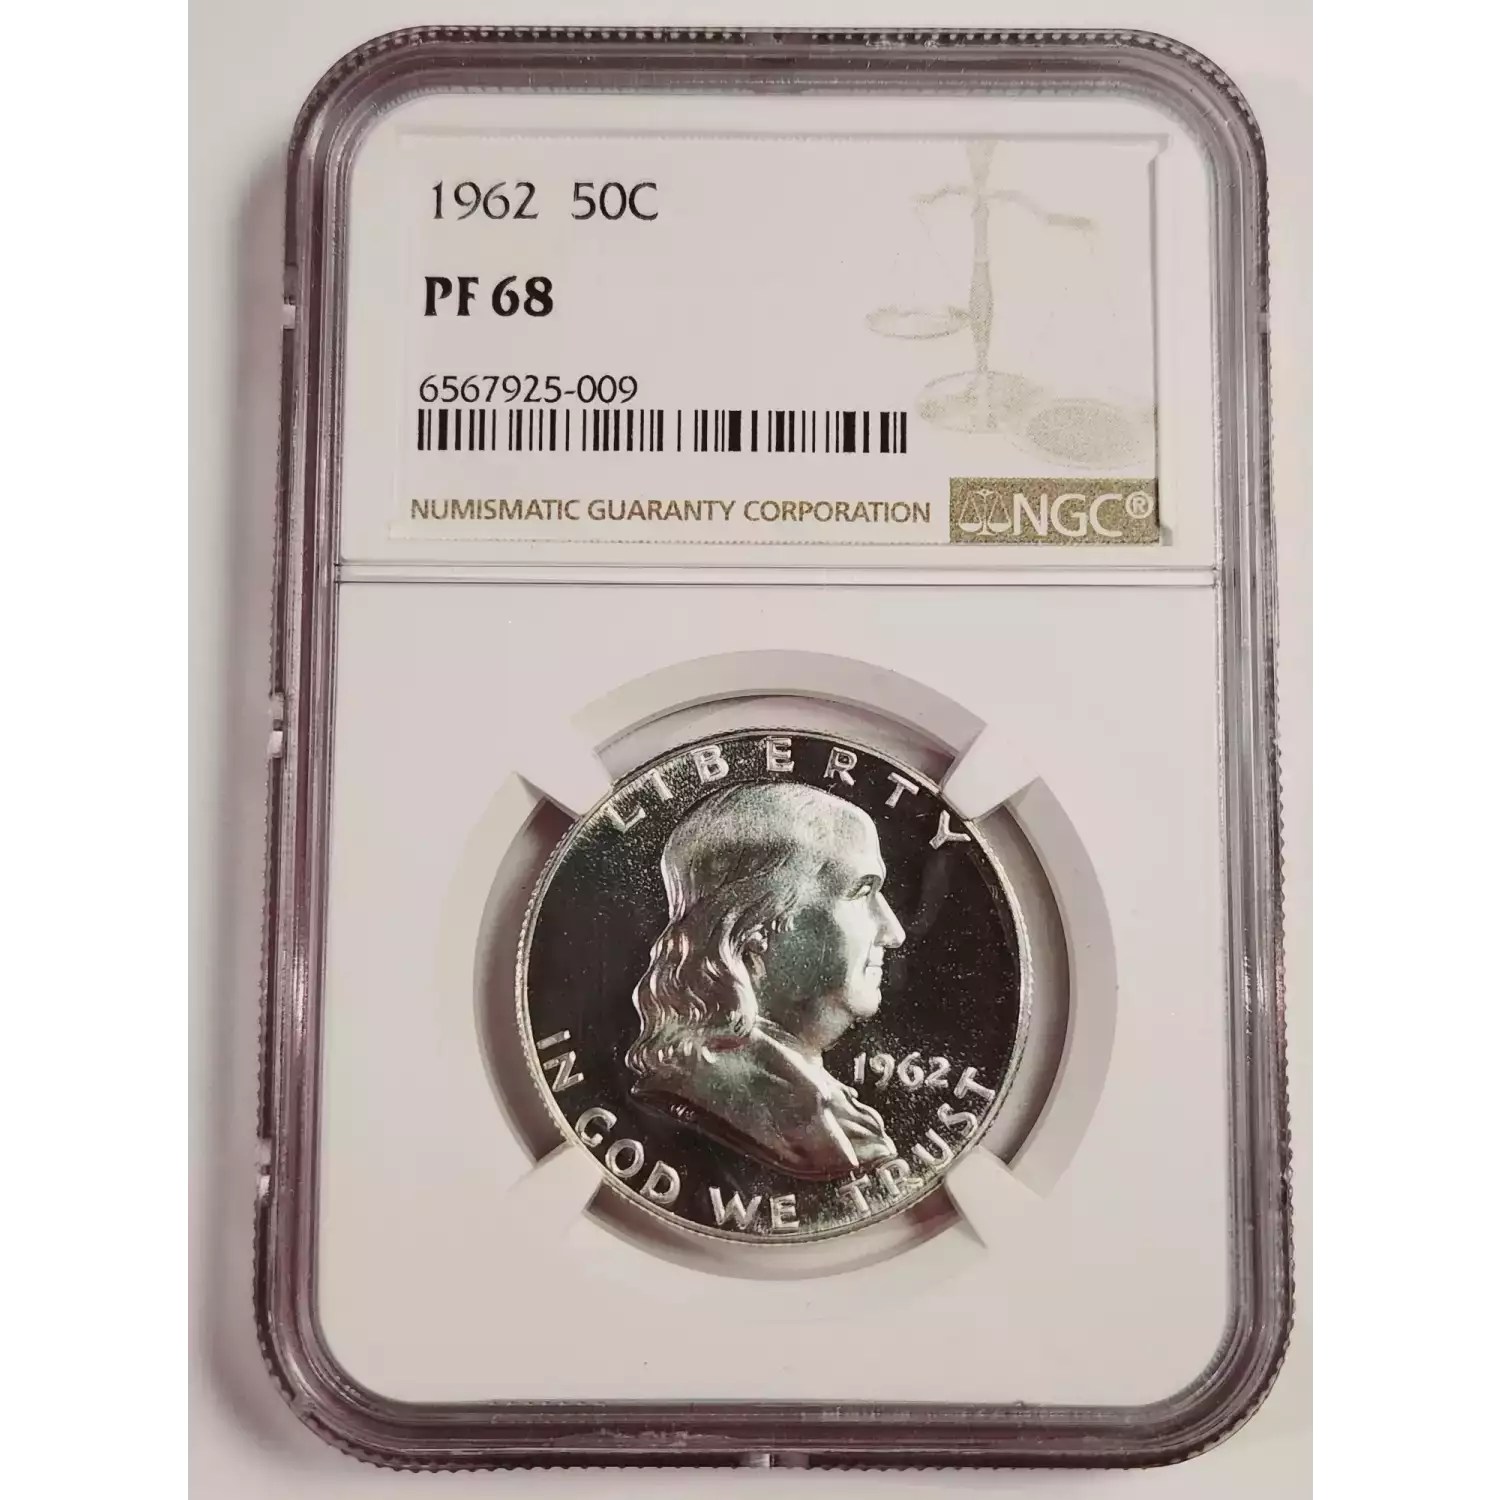 1962 50C
PF 68
6567925-009
NUMISMATIC GUARANTY CORPORATION NGC®
LIBERTY
1962
IN GOD WE TRUST